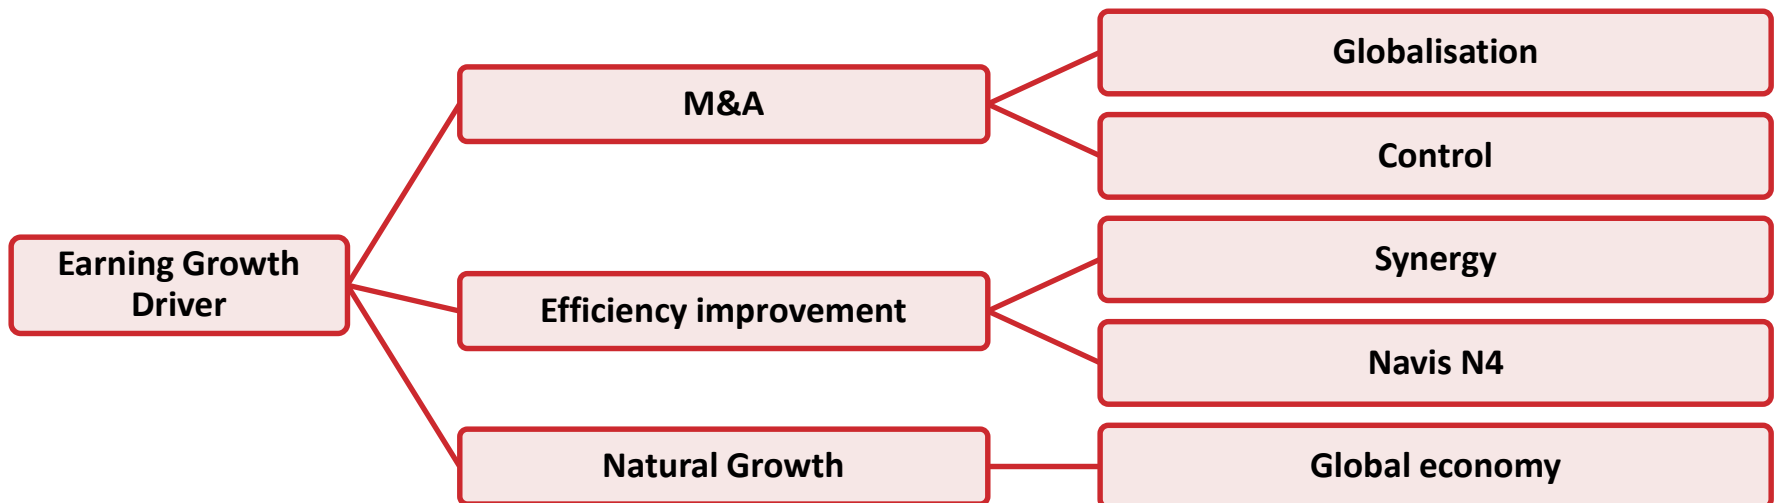 Globalisation
M&A
Control
Earning Growth
Driver
Synergy
Efficiency improvement
Navis N4
Natural Growth
Global economy